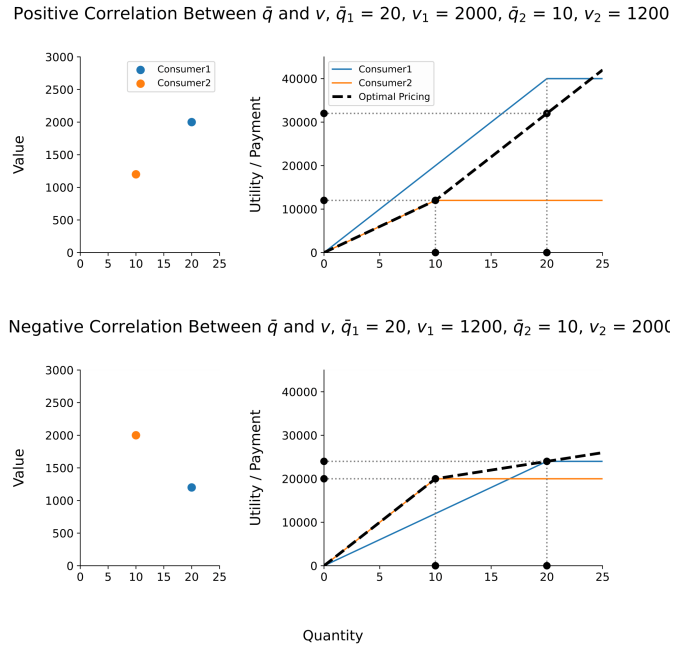 Positive Correlation Between q̄ and v, q̄₁ = 20, v₁ = 2000, q̄₂ = 10, v₂ = 1200
3000
2500
2000
1500
1000
500
0
Value
0 5 10 15 20 25
Consumer1
Consumer2
40000
30000
20000
10000
0
Utility / Payment
0 5 10 15 20 25
Consumer1
Consumer2
Optimal Pricing
Negative Correlation Between q̄ and v, q̄₁ = 20, v₁ = 1200, q̄₂ = 10, v₂ = 2000
3000
2500
2000
1500
1000
500
0
Value
0 5 10 15 20 25
40000
30000
20000
10000
0
Utility / Payment
0 5 10 15 20 25
Quantity